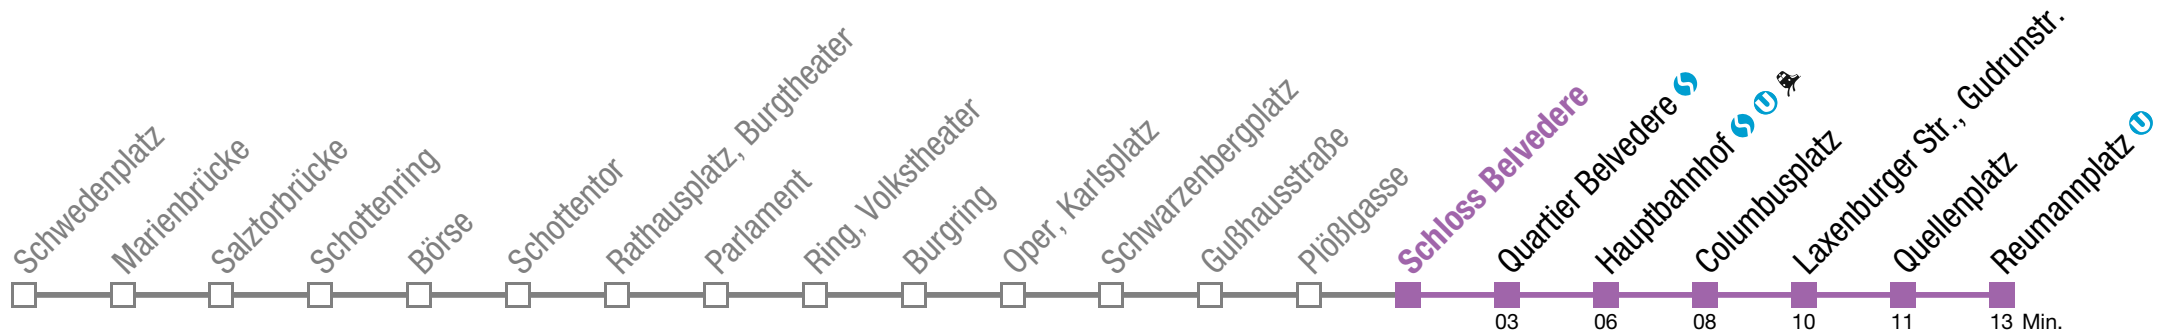 Schwedenplatz
Marienbrücke
Salztorbrücke
Schottenring
Börse
Schottentor
Rathausplatz, Burgtheater
Parlament
Ring, Volkstheater
Burgring
Oper, Karlsplatz
Schwarzenbergplatz
Gußhausstraße
Plößlgasse
Schloss Belvedere
Quartier Belvedere S
Hauptbahnhof S U
Columbusplatz
Laxenburger Str., Gudrunstr.
Quellenplatz
Reumannplatz U
03 06 08 10 11 13 Min.